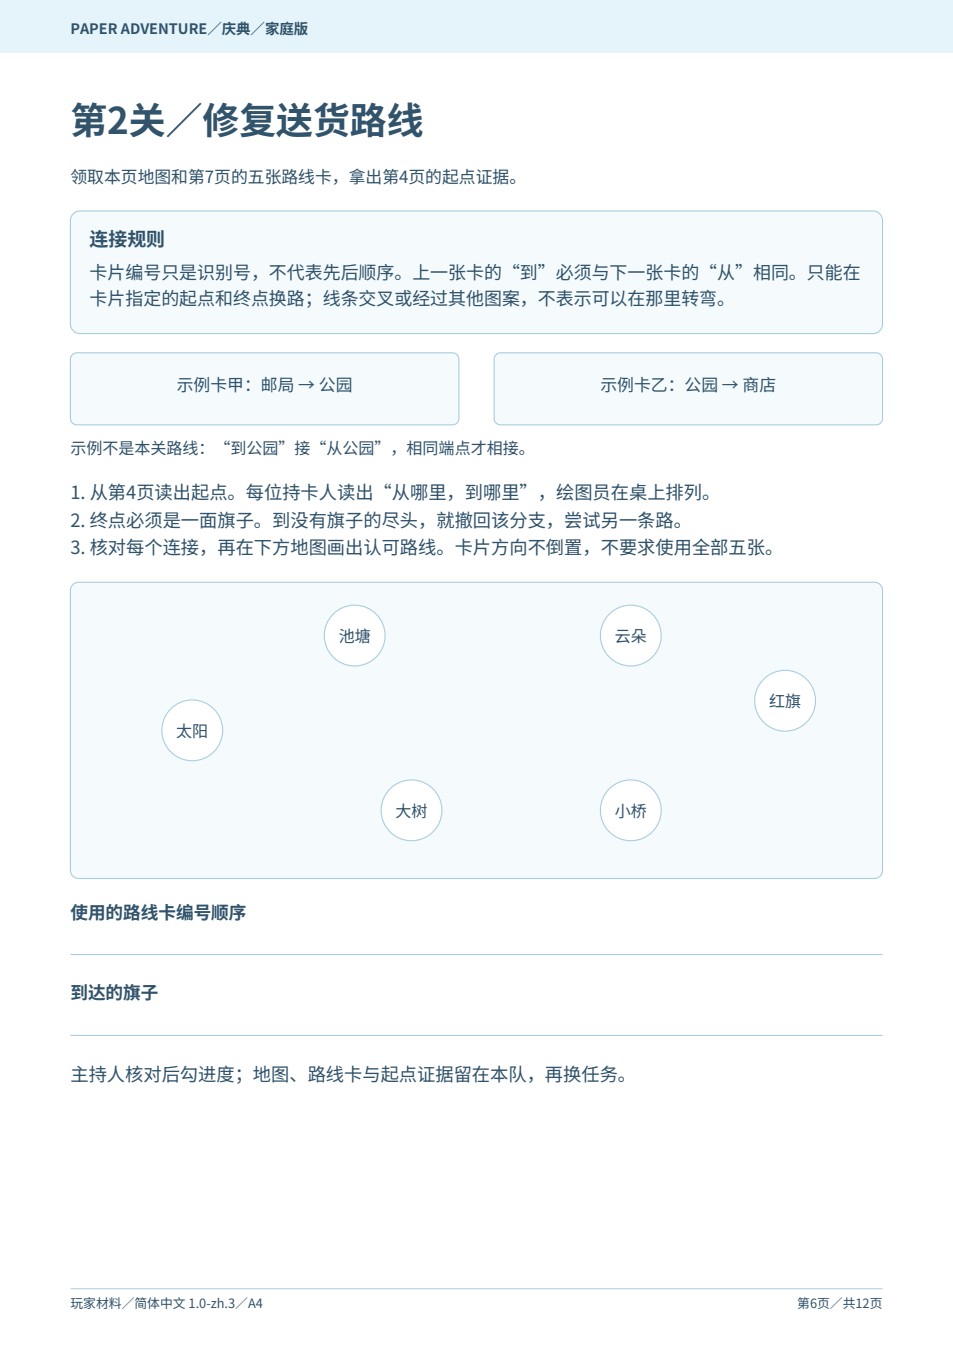 PAPER ADVENTURE／庆典／家庭版
第2关／修复送货路线
领取本页地图和第7页的五张路线卡，拿出第4页的起点证据。
连接规则
卡片编号只是识别号，不代表先后顺序。上一张卡的“到”必须与下一张卡的“从”相同。只能在
卡片指定的起点和终点换路；线条交叉或经过其他图案，不表示可以在那里转弯。
示例卡甲：邮局 → 公园
示例卡乙：公园 → 商店
示例不是本关路线：“到公园”接“从公园”，相同端点才相接。
1. 从第4页读出起点。每位持卡人读出“从哪里，到哪里”，绘图员在桌上排列。
2. 终点必须是一面旗子。到没有旗子的尽头，就撤回该分支，尝试另一条路。
3. 核对每个连接，再在下方地图画出认可路线。卡片方向不倒置，不要求使用全部五张。
池塘
云朵
红旗
太阳
大树
小桥
使用的路线卡编号顺序
到达的旗子
主持人核对后勾进度；地图、路线卡与起点证据留在本队，再换任务。
玩家材料／简体中文 1.0-zh.3／A4
第6页／共12页